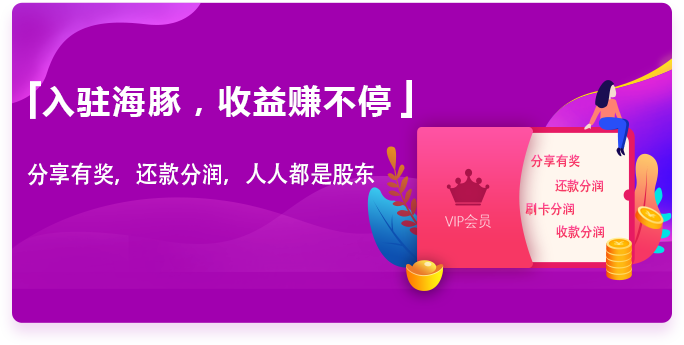 「入驻海豚，收益赚不停」
分享有奖，还款分润，人人都是股东
分享有奖
还款分润
刷卡分润
收款分润
VIP会员